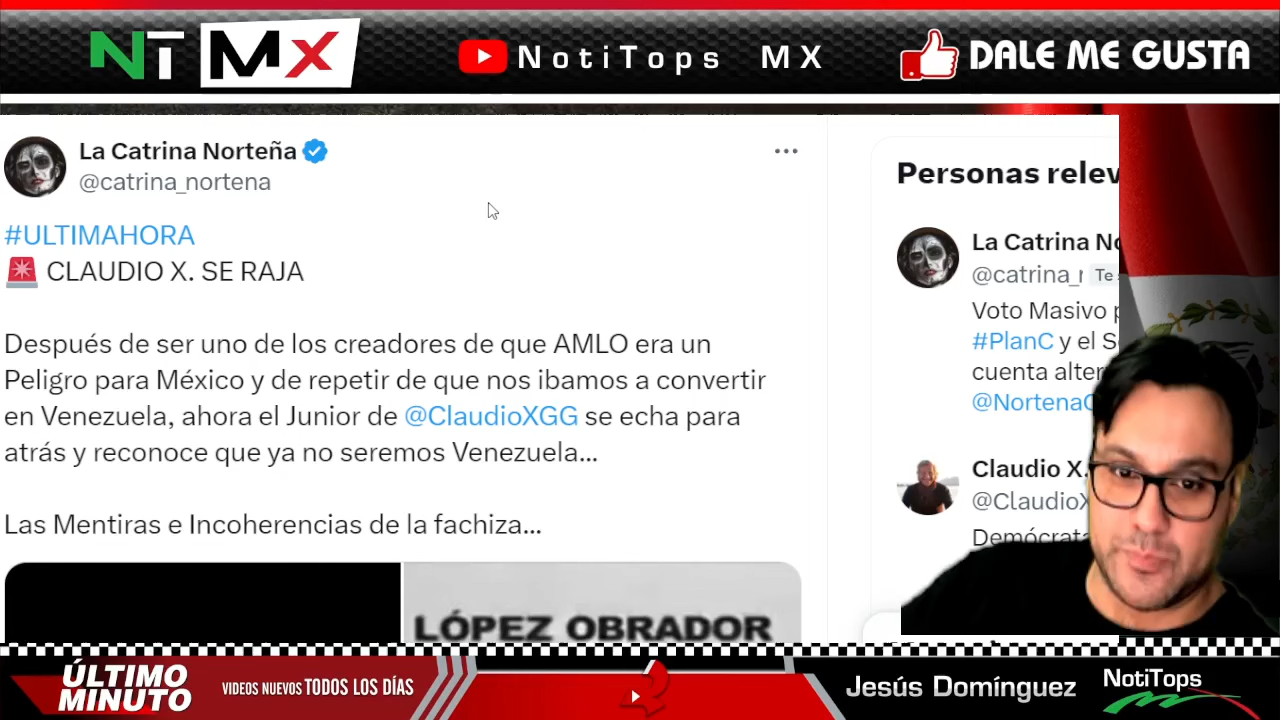 NT MX
NotiTops MX
DALE ME GUSTA
La Catrina Norteña
@catrina_nortena
#ULTIMAHORA
CLAUDIO X. SE RAJA
Después de ser uno de los creadores de que AMLO era un
Peligro para México y de repetir de que nos ibamos a convertir
en Venezuela, ahora el Junior de @ClaudioXGG se echa para
atrás y reconoce que ya no seremos Venezuela...
Las Mentiras e Incoherencias de la fachiza...
LÓPEZ OBRADOR
Personas relev
La Catrina No
@catrina_r Te
Voto Masivo p
#PlanC y el S
cuenta alter
@NortenaC
Claudio X.
@ClaudioX
Demócrata
ÚLTIMO
MINUTO
VIDEOS NUEVOS TODOS LOS DÍAS
Jesús Domínguez
NotiTops